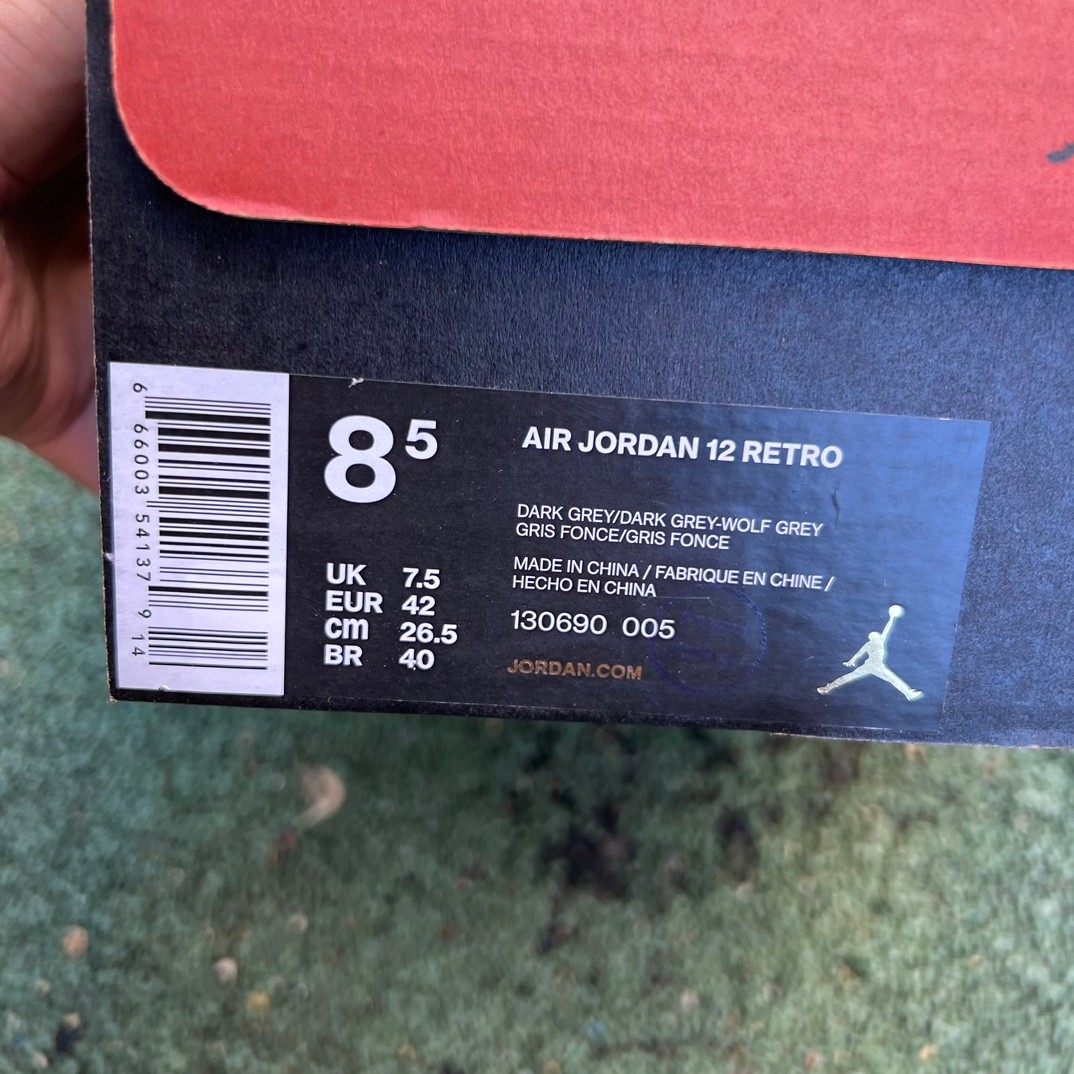 6 66003 54137 9 14
8 5
AIR JORDAN 12 RETRO
DARK GREY/DARK GREY-WOLF GREY
GRIS FONCE/GRIS FONCE
MADE IN CHINA / FABRIQUE EN CHINE /
HECHO EN CHINA
UK 7.5
EUR 42
cm 26.5
BR 40
130690 005
JORDAN.COM